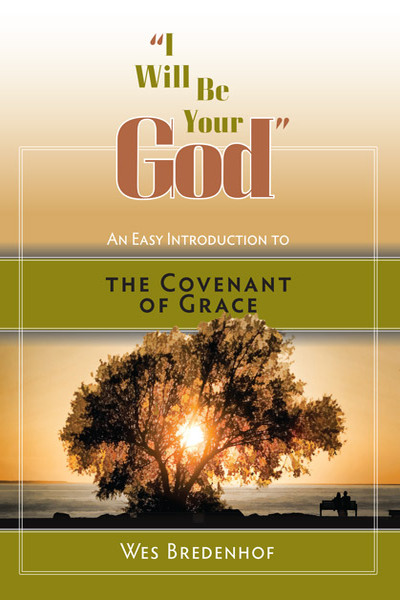 “I
Will
Be
Your
God”
An Easy Introduction to
the Covenant
of Grace
Wes Bredenhof